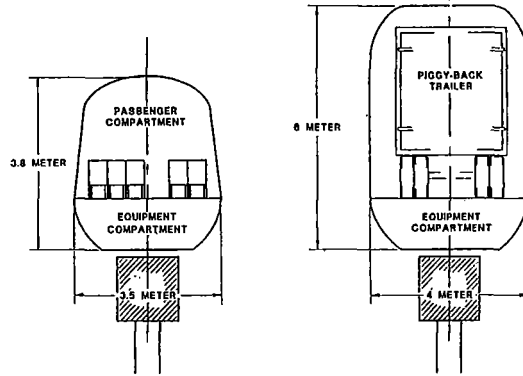 PASSENGER
COMPARTMENT
3.8 METER
EQUIPMENT
COMPARTMENT
3.5 METER
PIGGY-BACK
TRAILER
6 METER
EQUIPMENT
COMPARTMENT
4 METER